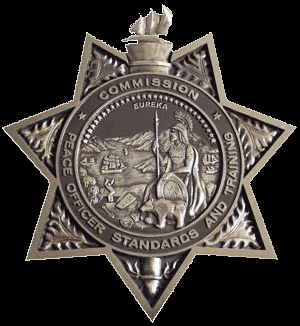 COMMISSION
EUREKA
PEACE OFFICER STANDARDS AND TRAINING